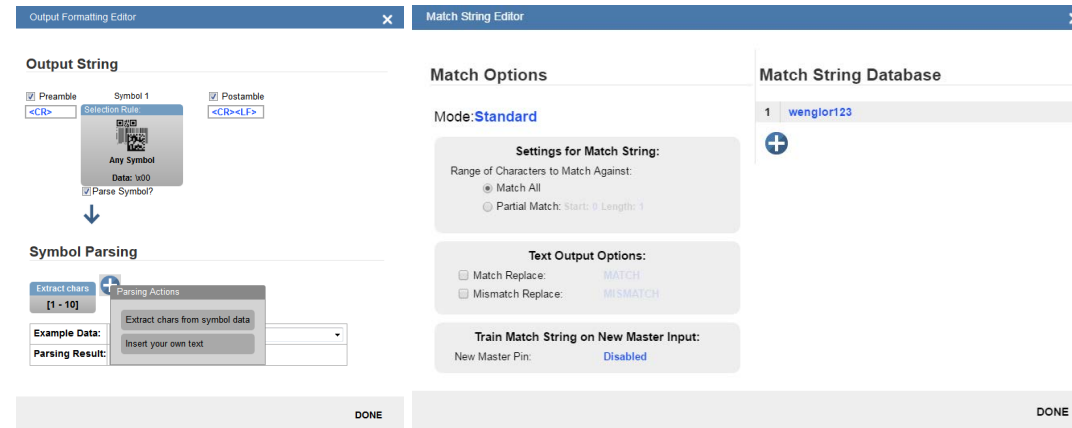 Output Formatting Editor
Output String
Preamble
Symbol 1
Postamble
<CR>
Selection Rule:
<CR><LF>
Any Symbol
Data: \x00
Parse Symbol?
Symbol Parsing
Extract chars
[1 - 10]
Parsing Actions
Extract chars from symbol data
Insert your own text
Example Data:
Parsing Result:
DONE
Match String Editor
Match Options
Mode:Standard
Settings for Match String:
Range of Characters to Match Against:
Match All
Partial Match: Start: 0 Length: 1
Text Output Options:
Match Replace: MATCH
Mismatch Replace: MISMATCH
Train Match String on New Master Input:
New Master Pin: Disabled
Match String Database
1 wenglor123
DONE